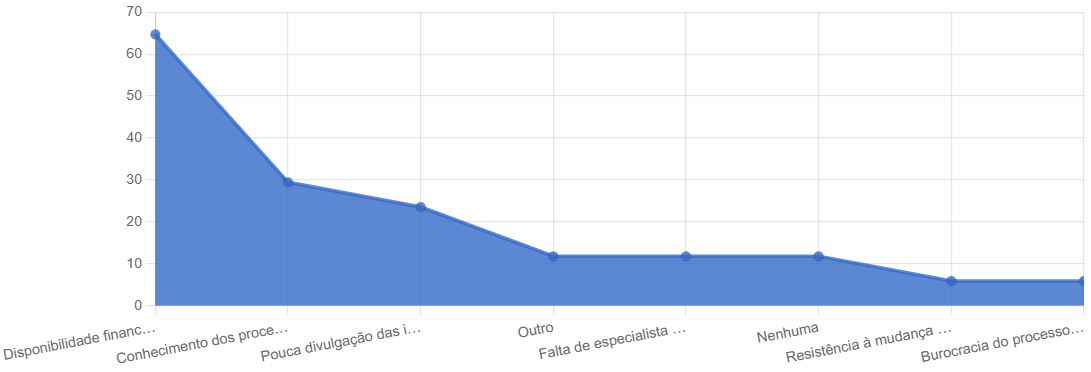 70
60
50
40
30
20
10
0
Disponibilidade financ…
Conhecimento dos proce…
Pouca divulgação das i…
Outro
Falta de especialista …
Nenhuma
Resistência à mudança …
Burocracia do processo…